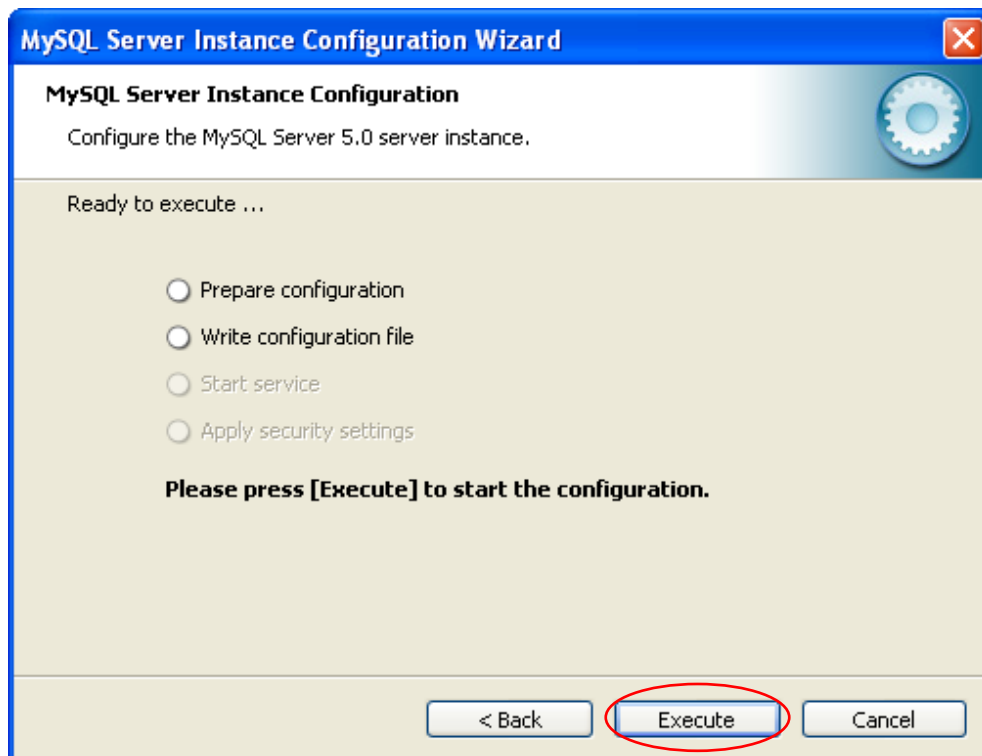 MySQL Server Instance Configuration Wizard
MySQL Server Instance Configuration
Configure the MySQL Server 5.0 server instance.
Ready to execute ...
Prepare configuration
Write configuration file
Start service
Apply security settings
Please press [Execute] to start the configuration.
< Back
Execute
Cancel